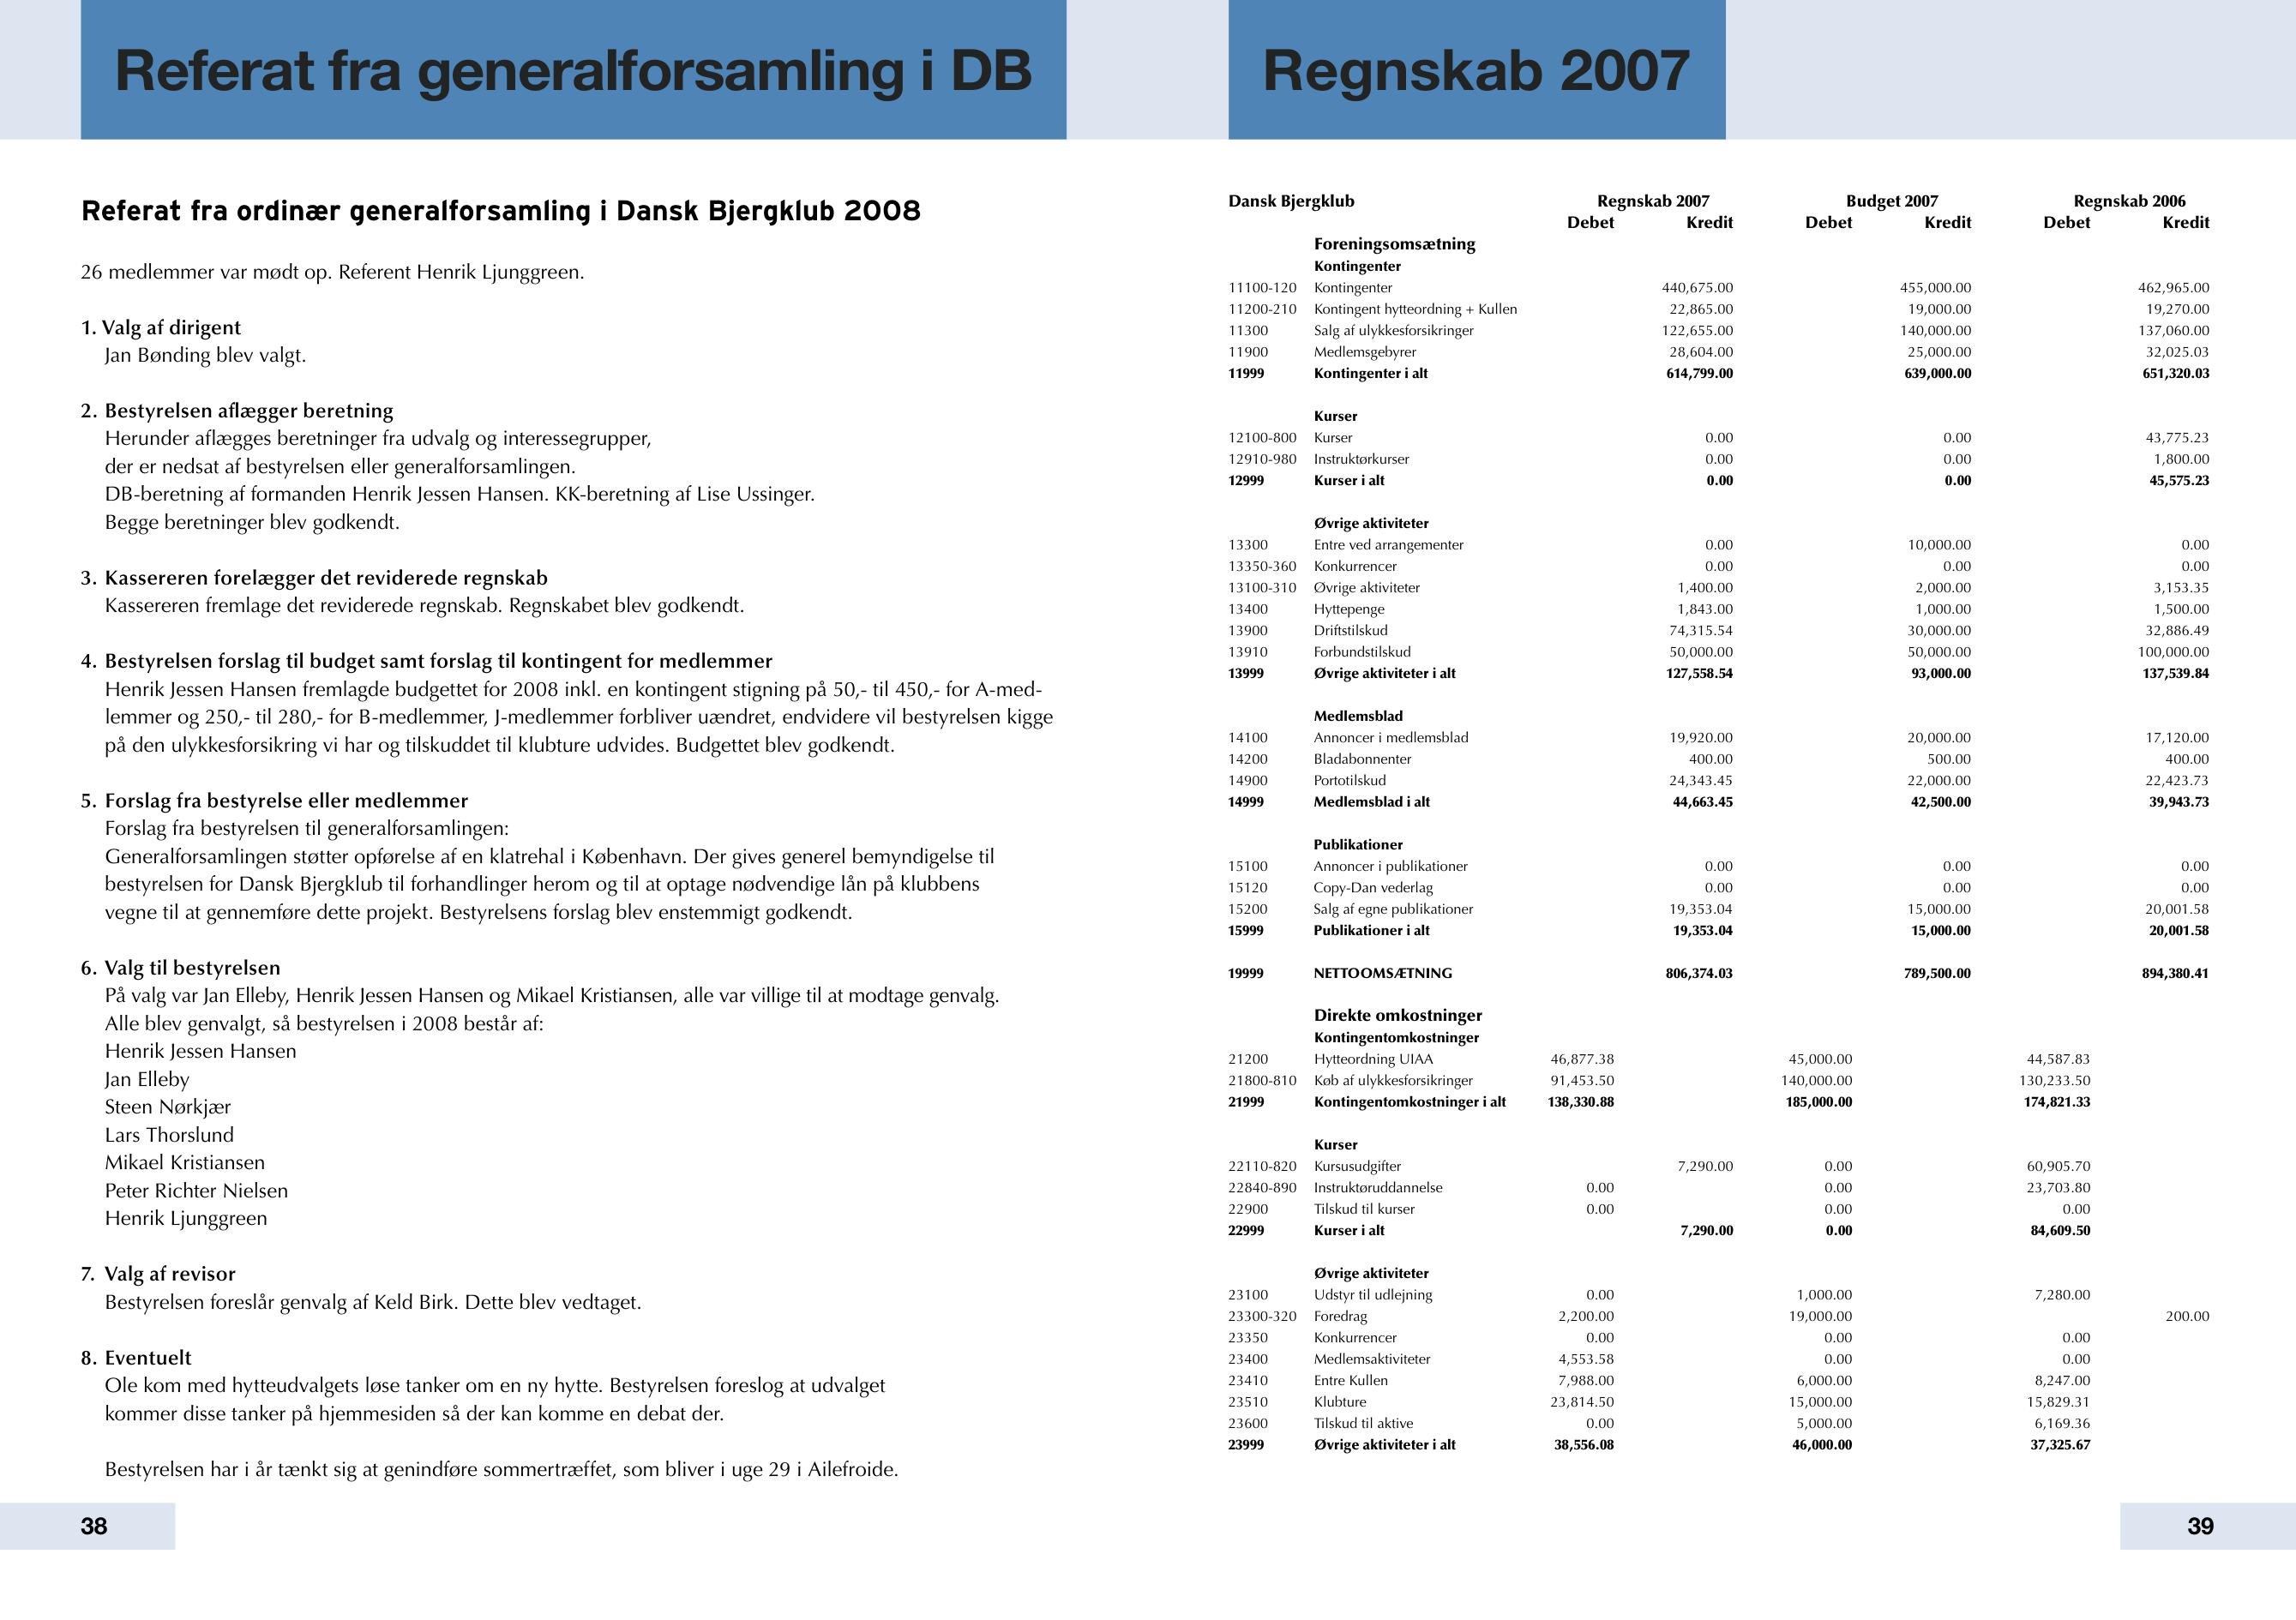 Referat fra generalforsamling i DB
Referat fra ordinær generalforsamling i Dansk Bjergklub 2008
26 medlemmer var mødt op. Referent Henrik Ljunggreen.
1. Valg af dirigent
Jan Bønding blev valgt.
2. Bestyrelsen aflægger beretning
Herunder aflægges beretninger fra udvalg og interessegrupper,
der er nedsat af bestyrelsen eller generalforsamlingen.
DB-beretning af formanden Henrik Jessen Hansen. KK-beretning af Lise Ussinger.
Begge beretninger blev godkendt.
3. Kassereren forelægger det reviderede regnskab
Kassereren fremlage det reviderede regnskab. Regnskabet blev godkendt.
4. Bestyrelsen forslag til budget samt forslag til kontingent for medlemmer
Henrik Jessen Hansen fremlagde budgettet for 2008 inkl. en kontingent stigning på 50,- til 450,- for A-med-
lemmer og 250,- til 280,- for B-medlemmer, J-medlemmer forbliver uændret, endvidere vil bestyrelsen kigge
på den ulykkesforsikring vi har og tilskuddet til klubture udvides. Budgettet blev godkendt.
5. Forslag fra bestyrelse eller medlemmer
Forslag fra bestyrelsen til generalforsamlingen:
Generalforsamlingen støtter opførelse af en klatrehal i København. Der gives generel bemyndigelse til
bestyrelsen for Dansk Bjergklub til forhandlinger herom og til at optage nødvendige lån på klubbens
vegne til at gennemføre dette projekt. Bestyrelsens forslag blev enstemmigt godkendt.
6. Valg til bestyrelsen
På valg var Jan Elleby, Henrik Jessen Hansen og Mikael Kristiansen, alle var villige til at modtage genvalg.
Alle blev genvalgt, så bestyrelsen i 2008 består af:
Henrik Jessen Hansen
Jan Elleby
Steen Nørkjær
Lars Thorslund
Mikael Kristiansen
Peter Richter Nielsen
Henrik Ljunggreen
7. Valg af revisor
Bestyrelsen foreslår genvalg af Keld Birk. Dette blev vedtaget.
8. Eventuelt
Ole kom med hytteudvalgets løse tanker om en ny hytte. Bestyrelsen foreslog at udvalget
kommer disse tanker på hjemmesiden så der kan komme en debat der.
Bestyrelsen har i år tænkt sig at genindføre sommertræffet, som bliver i uge 29 i Ailefroide.
38
Regnskab 2007
Dansk Bjergklub Regnskab 2007 Budget 2007 Regnskab 2006
Debet Kredit Debet Kredit Debet Kredit
Foreningsomsætning
Kontingenter
11100-120 Kontingenter 440,675.00 455,000.00 462,965.00
11200-210 Kontingent hytteordning + Kullen 22,865.00 19,000.00 19,270.00
11300 Salg af ulykkesforsikringer 122,655.00 140,000.00 137,060.00
11900 Medlemsgebyrer 28,604.00 25,000.00 32,025.03
11999 Kontingenter i alt 614,799.00 639,000.00 651,320.03
Kurser
12100-800 Kurser 0.00 0.00 43,775.23
12910-980 Instruktørkurser 0.00 0.00 1,800.00
12999 Kurser i alt 0.00 0.00 45,575.23
Øvrige aktiviteter
13300 Entre ved arrangementer 0.00 10,000.00 0.00
13350-360 Konkurrencer 0.00 0.00 0.00
13100-310 Øvrige aktiviteter 1,400.00 2,000.00 3,153.35
13400 Hyttepenge 1,843.00 1,000.00 1,500.00
13900 Driftstilskud 74,315.54 30,000.00 32,886.49
13910 Forbundstilskud 50,000.00 50,000.00 100,000.00
13999 Øvrige aktiviteter i alt 127,558.54 93,000.00 137,539.84
Medlemsblad
14100 Annoncer i medlemsblad 19,920.00 20,000.00 17,120.00
14200 Bladabonnenter 400.00 500.00 400.00
14900 Portotilskud 24,343.45 22,000.00 22,423.73
14999 Medlemsblad i alt 44,663.45 42,500.00 39,943.73
Publikationer
15100 Annoncer i publikationer 0.00 0.00 0.00
15120 Copy-Dan vederlag 0.00 0.00 0.00
15200 Salg af egne publikationer 19,353.04 15,000.00 20,001.58
15999 Publikationer i alt 19,353.04 15,000.00 20,001.58
19999 NETTOOMSÆTNING 806,374.03 789,500.00 894,380.41
Direkte omkostninger
Kontingentomkostninger
21200 Hytteordning UIAA 46,877.38 45,000.00 44,587.83
21800-810 Køb af ulykkesforsikringer 91,453.50 140,000.00 130,233.50
21999 Kontingentomkostninger i alt 138,330.88 185,000.00 174,821.33
Kurser
22110-820 Kursusudgifter 7,290.00 0.00 60,905.70
22840-890 Instruktøruddannelse 0.00 0.00 23,703.80
22900 Tilskud til kurser 0.00 0.00 0.00
22999 Kurser i alt 7,290.00 0.00 84,609.50
Øvrige aktiviteter
23100 Udstyr til udlejning 0.00 1,000.00 7,280.00
23300-320 Foredrag 2,200.00 19,000.00 200.00
23350 Konkurrencer 0.00 0.00 0.00
23400 Medlemsaktiviteter 4,553.58 0.00 0.00
23410 Entre Kullen 7,988.00 6,000.00 8,247.00
23510 Klubture 23,814.50 15,000.00 15,829.31
23600 Tilskud til aktive 0.00 5,000.00 6,169.36
23999 Øvrige aktiviteter i alt 38,556.08 46,000.00 37,325.67
39